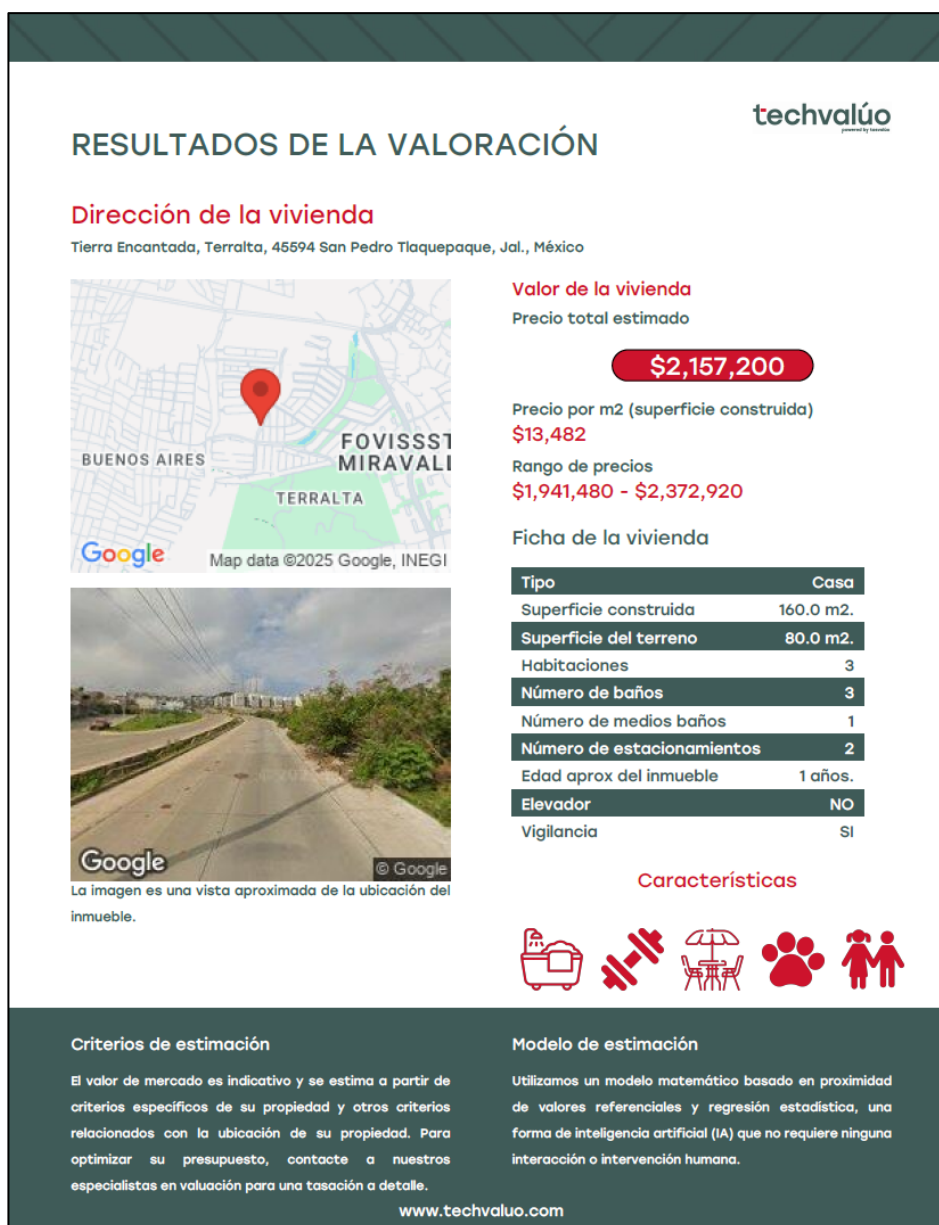 techvalúo
powered by tasvalúo
RESULTADOS DE LA VALORACIÓN
Dirección de la vivienda
Tierra Encantada, Terralta, 45594 San Pedro Tlaquepaque, Jal., México
BUENOS AIRES
FOVISSST
MIRAVALL
TERRALTA
Google
Map data ©2025 Google, INEGI
Google
© Google
La imagen es una vista aproximada de la ubicación del
inmueble.
Valor de la vivienda
Precio total estimado
$2,157,200
Precio por m2 (superficie construida)
$13,482
Rango de precios
$1,941,480 - $2,372,920
Ficha de la vivienda
Tipo Casa
Superficie construida 160.0 m2.
Superficie del terreno 80.0 m2.
Habitaciones 3
Número de baños 3
Número de medios baños 1
Número de estacionamientos 2
Edad aprox del inmueble 1 años.
Elevador NO
Vigilancia SI
Características
Criterios de estimación
El valor de mercado es indicativo y se estima a partir de
criterios específicos de su propiedad y otros criterios
relacionados con la ubicación de su propiedad. Para
optimizar su presupuesto, contacte a nuestros
especialistas en valuación para una tasación a detalle.
Modelo de estimación
Utilizamos un modelo matemático basado en proximidad
de valores referenciales y regresión estadística, una
forma de inteligencia artificial (IA) que no requiere ninguna
interacción o intervención humana.
www.techvaluo.com